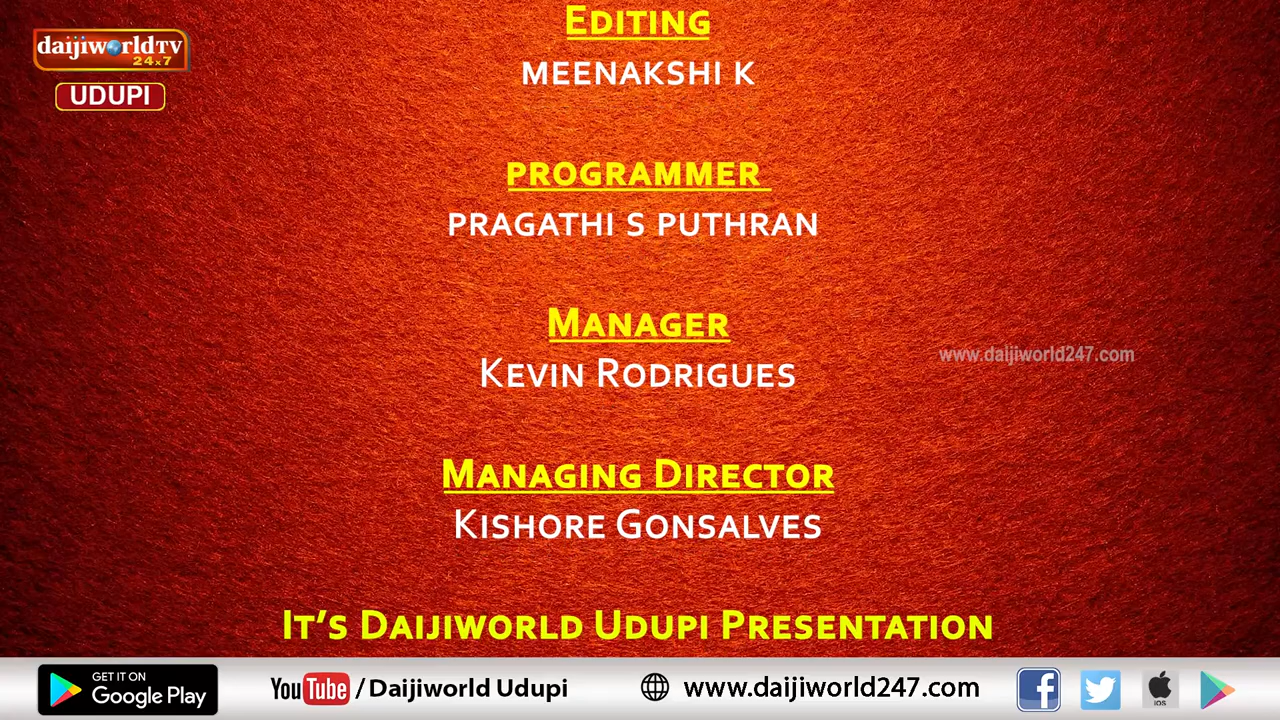 EDITING
daijiworldTV
24x7
MEENAKSHI K
UDUPI
PROGRAMMER
PRAGATHI S PUTHRAN
MANAGER
KEVIN RODRIGUES
www.daijiworld247.com
MANAGING DIRECTOR
KISHORE GONSALVES
IT'S DAIJIWORLD UDUPI PRESENTATION
GET IT ON
Google Play
YouTube / Daijiworld Udupi
www.daijiworld247.com
iOS